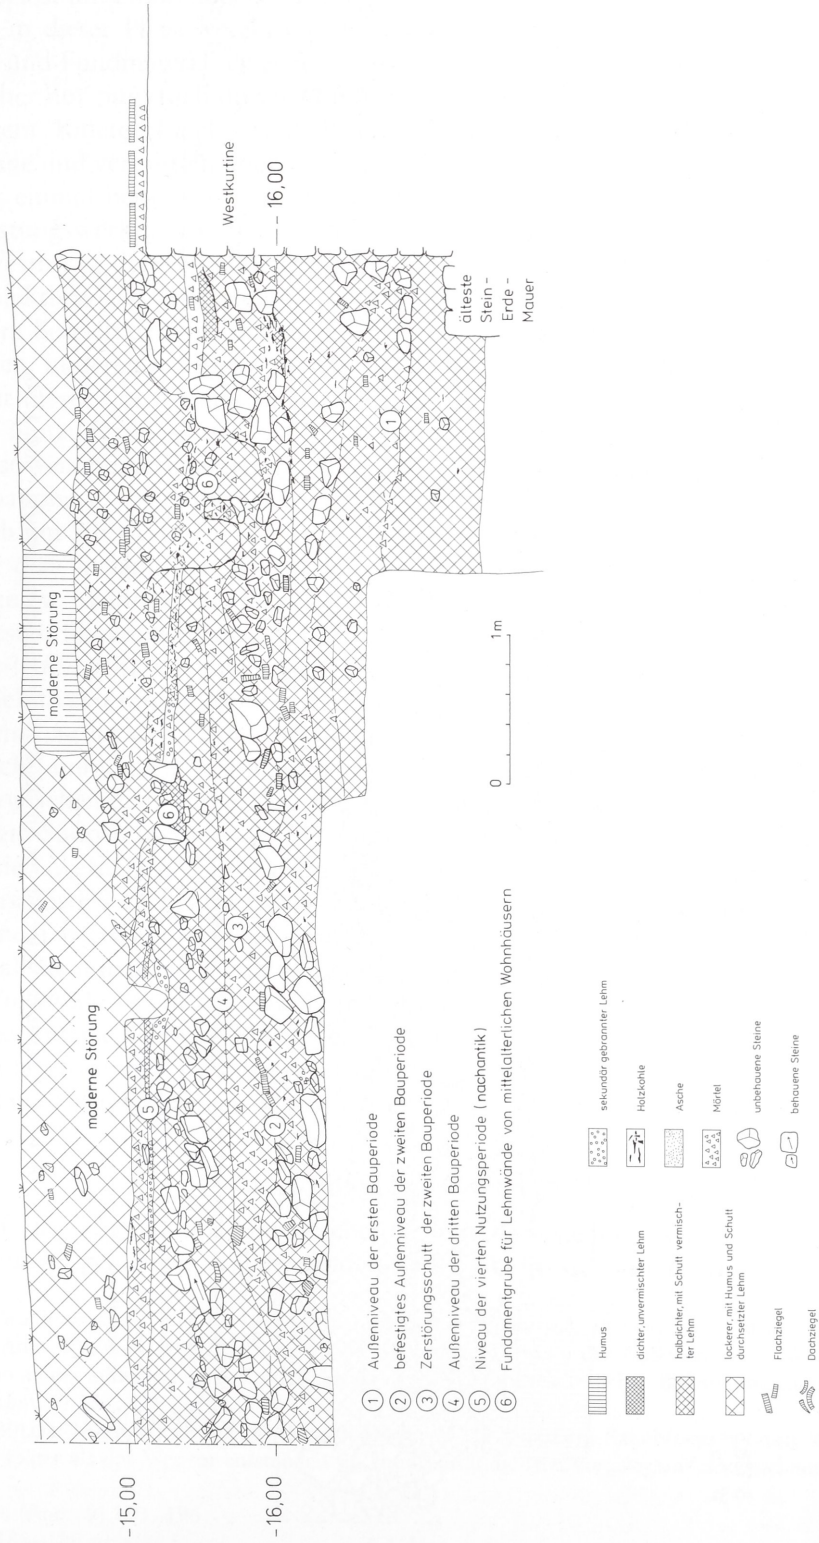 moderne Störung
moderne Störung
Westkurtine
- 16,00
älteste
Stein -
Erde -
Mauer
-15,00
-16,00
5
2
4
3
6
6
1
0 1m
1 Außenniveau der ersten Bauperiode
2 befestigtes Außenniveau der zweiten Bauperiode
3 Zerstörungsschutt der zweiten Bauperiode
4 Außenniveau der dritten Bauperiode
5 Niveau der vierten Nutzungsperiode (nachantik)
6 Fundamentgrube für Lehmwände von mittelalterlichen Wohnhäusern
Humus
dichter, unvermischter Lehm
halbdichter, mit Schutt vermisch-
ter Lehm
lockerer, mit Humus und Schutt
durchsetzter Lehm
Flachziegel
Dachziegel
sekundär gebrannter Lehm
Holzkohle
Asche
Mörtel
unbehauene Steine
behauene Steine